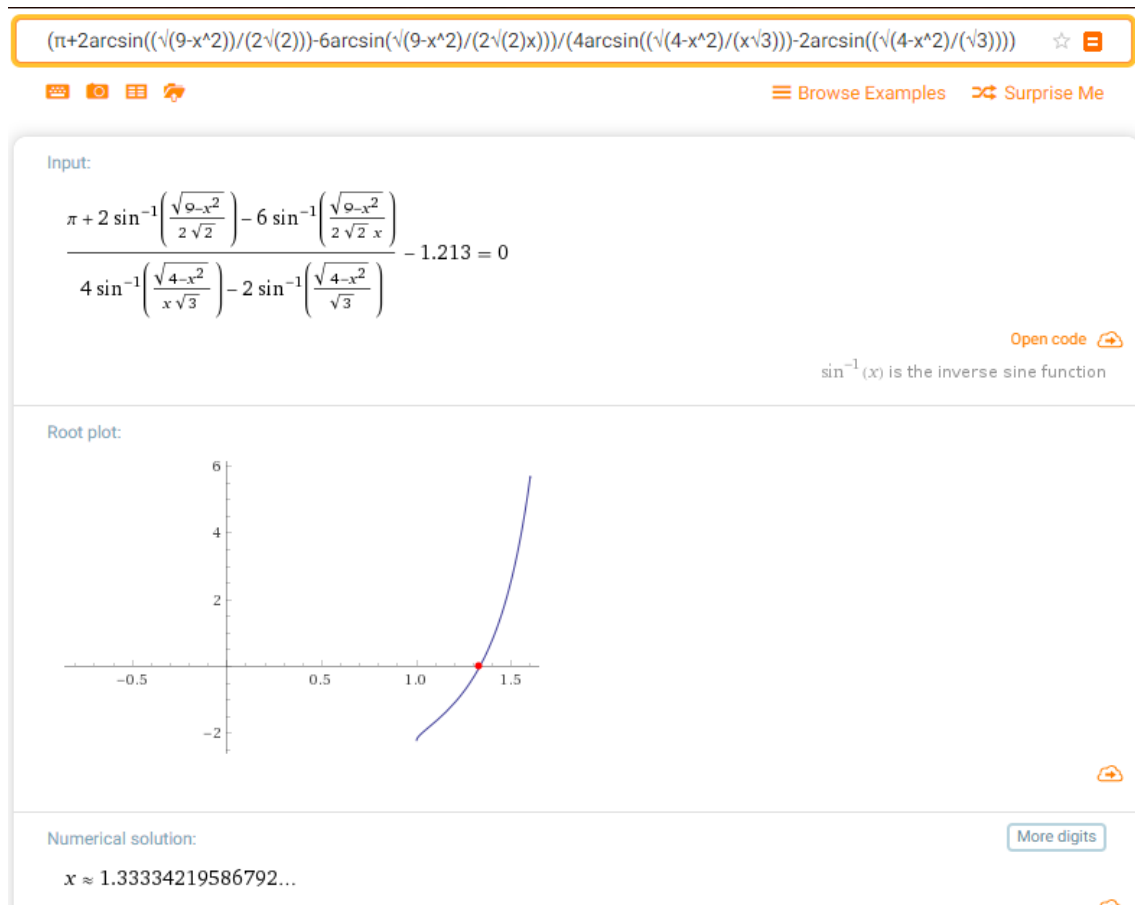 (π+2arcsin((√(9-x^2))/(2√(2)))-6arcsin(√(9-x^2)/(2√(2)x)))/(4arcsin((√(4-x^2)/(x√3)))-2arcsin((√(4-x^2)/(√3))))
Browse Examples Surprise Me
Input:
(π + 2 sin⁻¹(√(9−x²)/(2 √2)) − 6 sin⁻¹(√(9−x²)/(2 √2 x)))/(4 sin⁻¹(√(4−x²)/(x √3)) − 2 sin⁻¹(√(4−x²)/√3)) − 1.213 = 0
Open code
sin⁻¹(x) is the inverse sine function
Root plot:
6
4
2
−0.5 0.5 1.0 1.5
−2
Numerical solution: More digits
x ≈ 1.33334219586792...